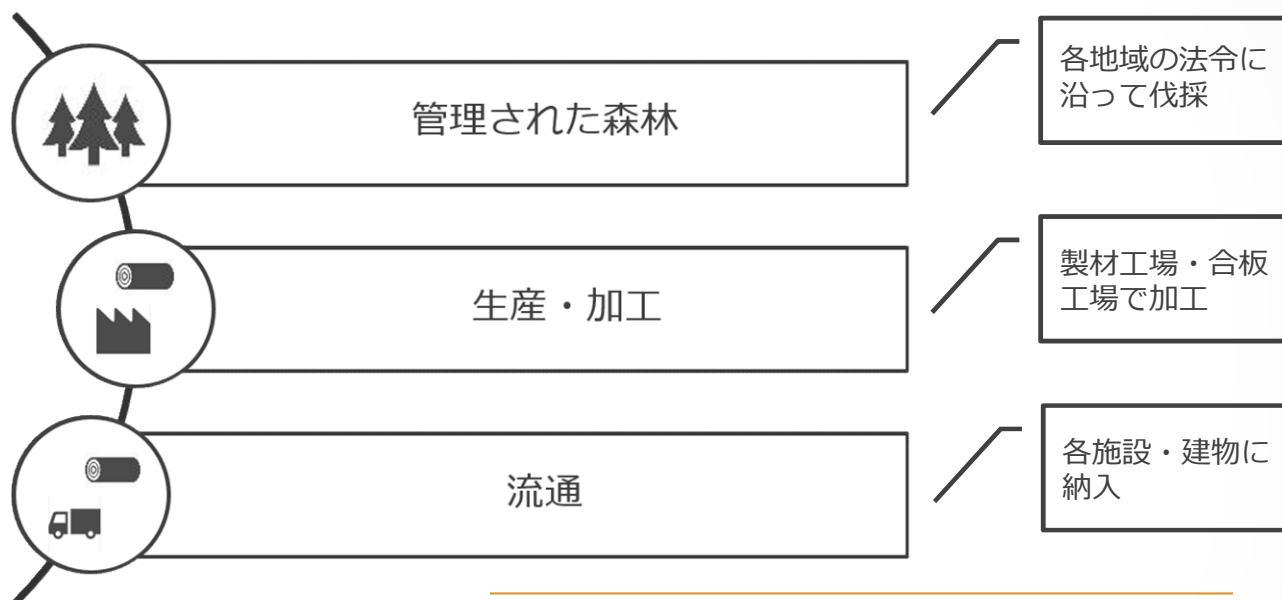 管理された森林
各地域の法令に
沿って伐採
生産・加工
製材工場・合板
工場で加工
流通
各施設・建物に
納入